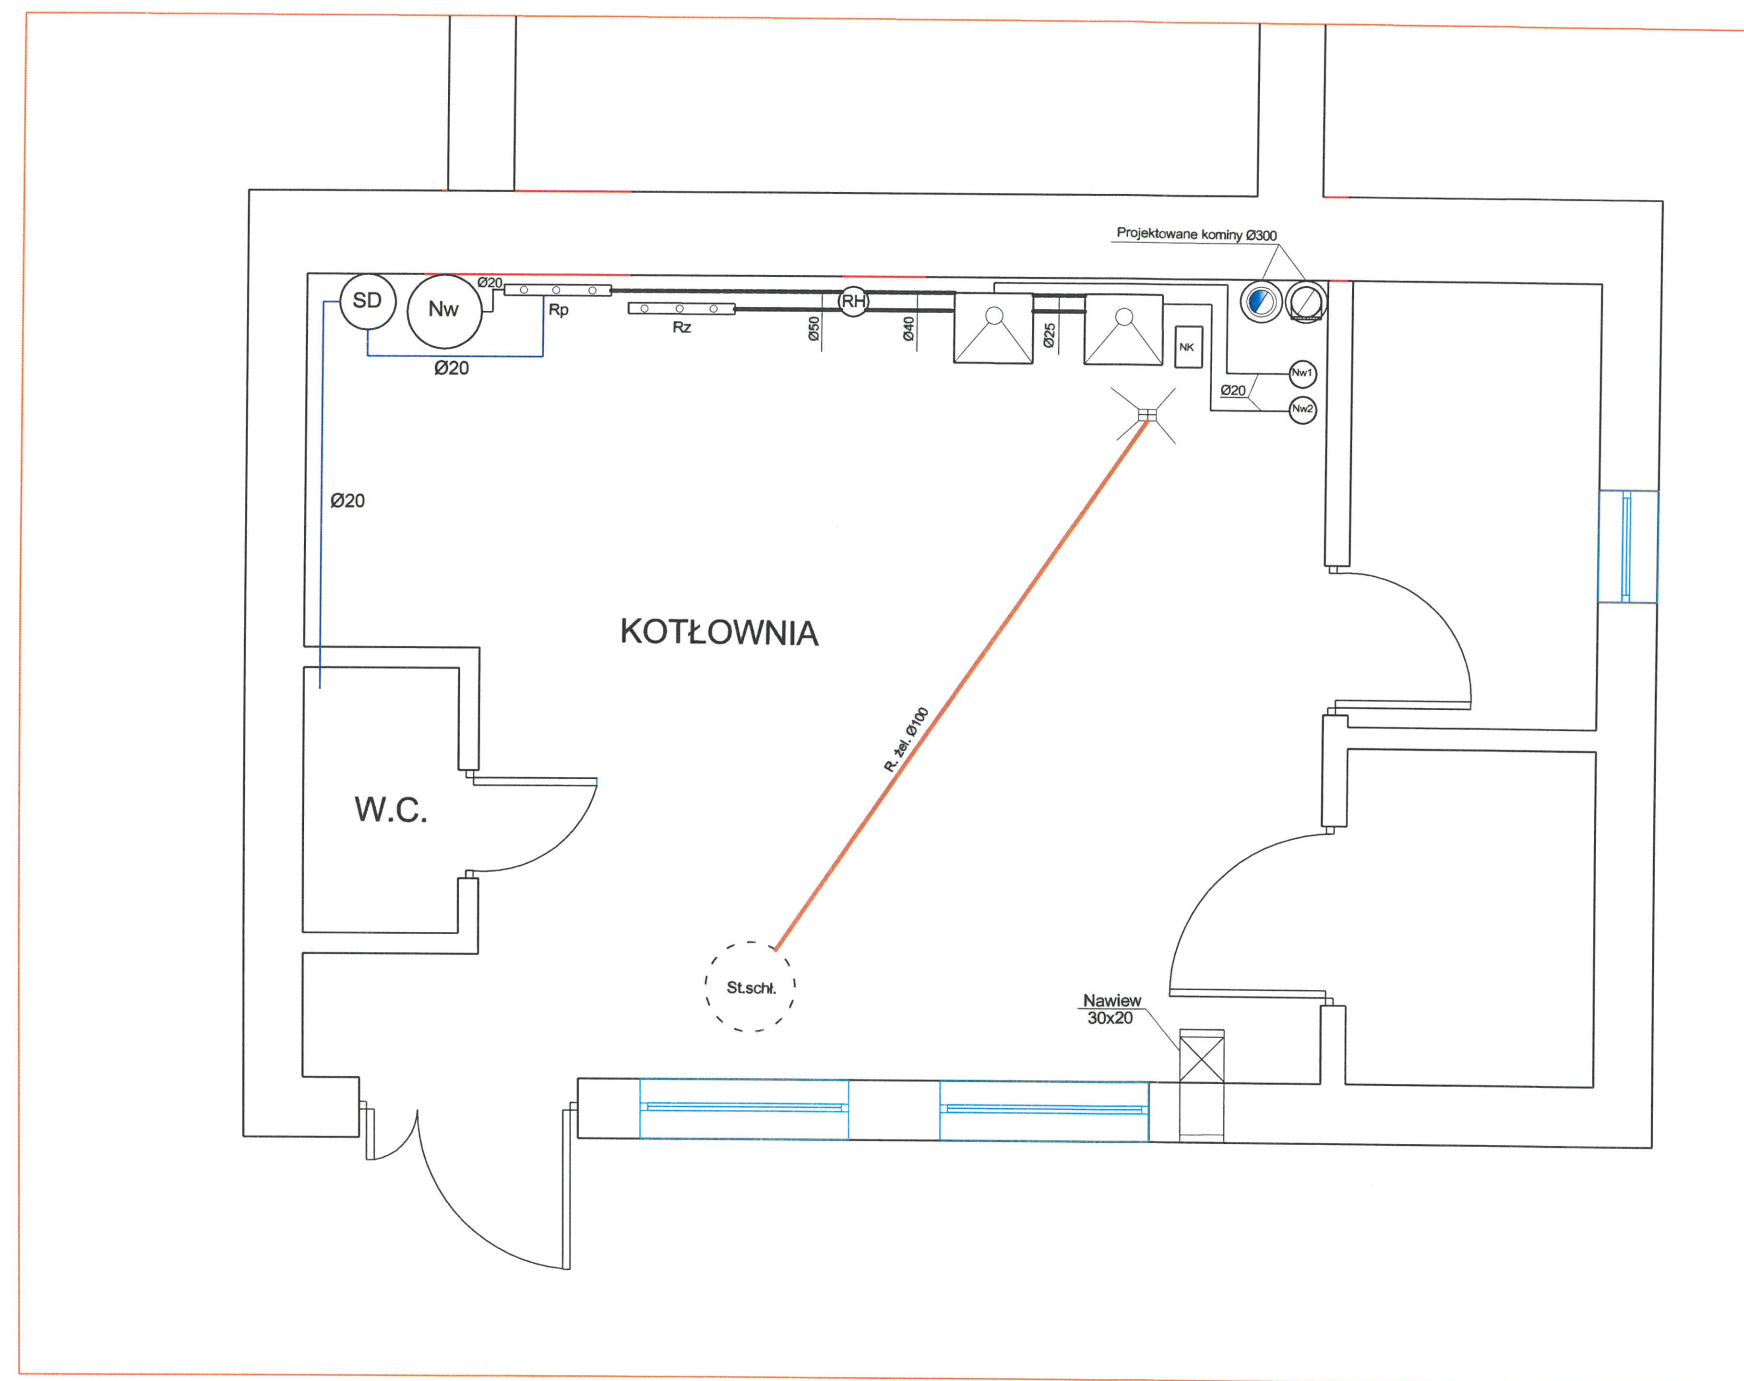 Projektowane kominy Ø300
SD
Nw
Ø20
Rp
Rz
Ø50
RH
Ø40
Ø25
NK
Nw1
Ø20
Nw2
Ø20
Ø20
KOTŁOWNIA
R. żel. Ø100
W.C.
St.schł.
Nawiew
30x20